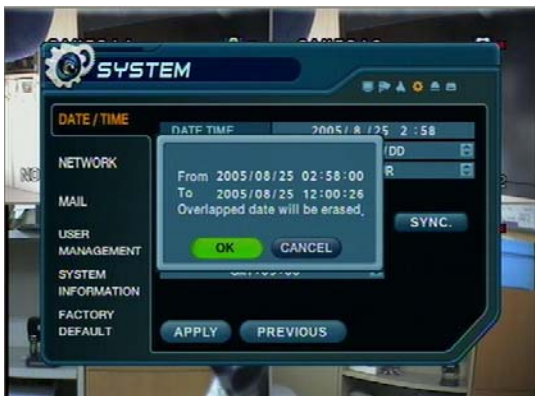 SYSTEM
DATE / TIME
DATE TIME 2005/ 8 /25 2 : 58
/DD
NETWORK
From 2005/08/25 02:58:00
To 2005/08/25 12:00:26
Overlapped date will be erased.
MAIL
SYNC.
USER
MANAGEMENT
OK CANCEL
SYSTEM
INFORMATION
FACTORY
DEFAULT
APPLY PREVIOUS